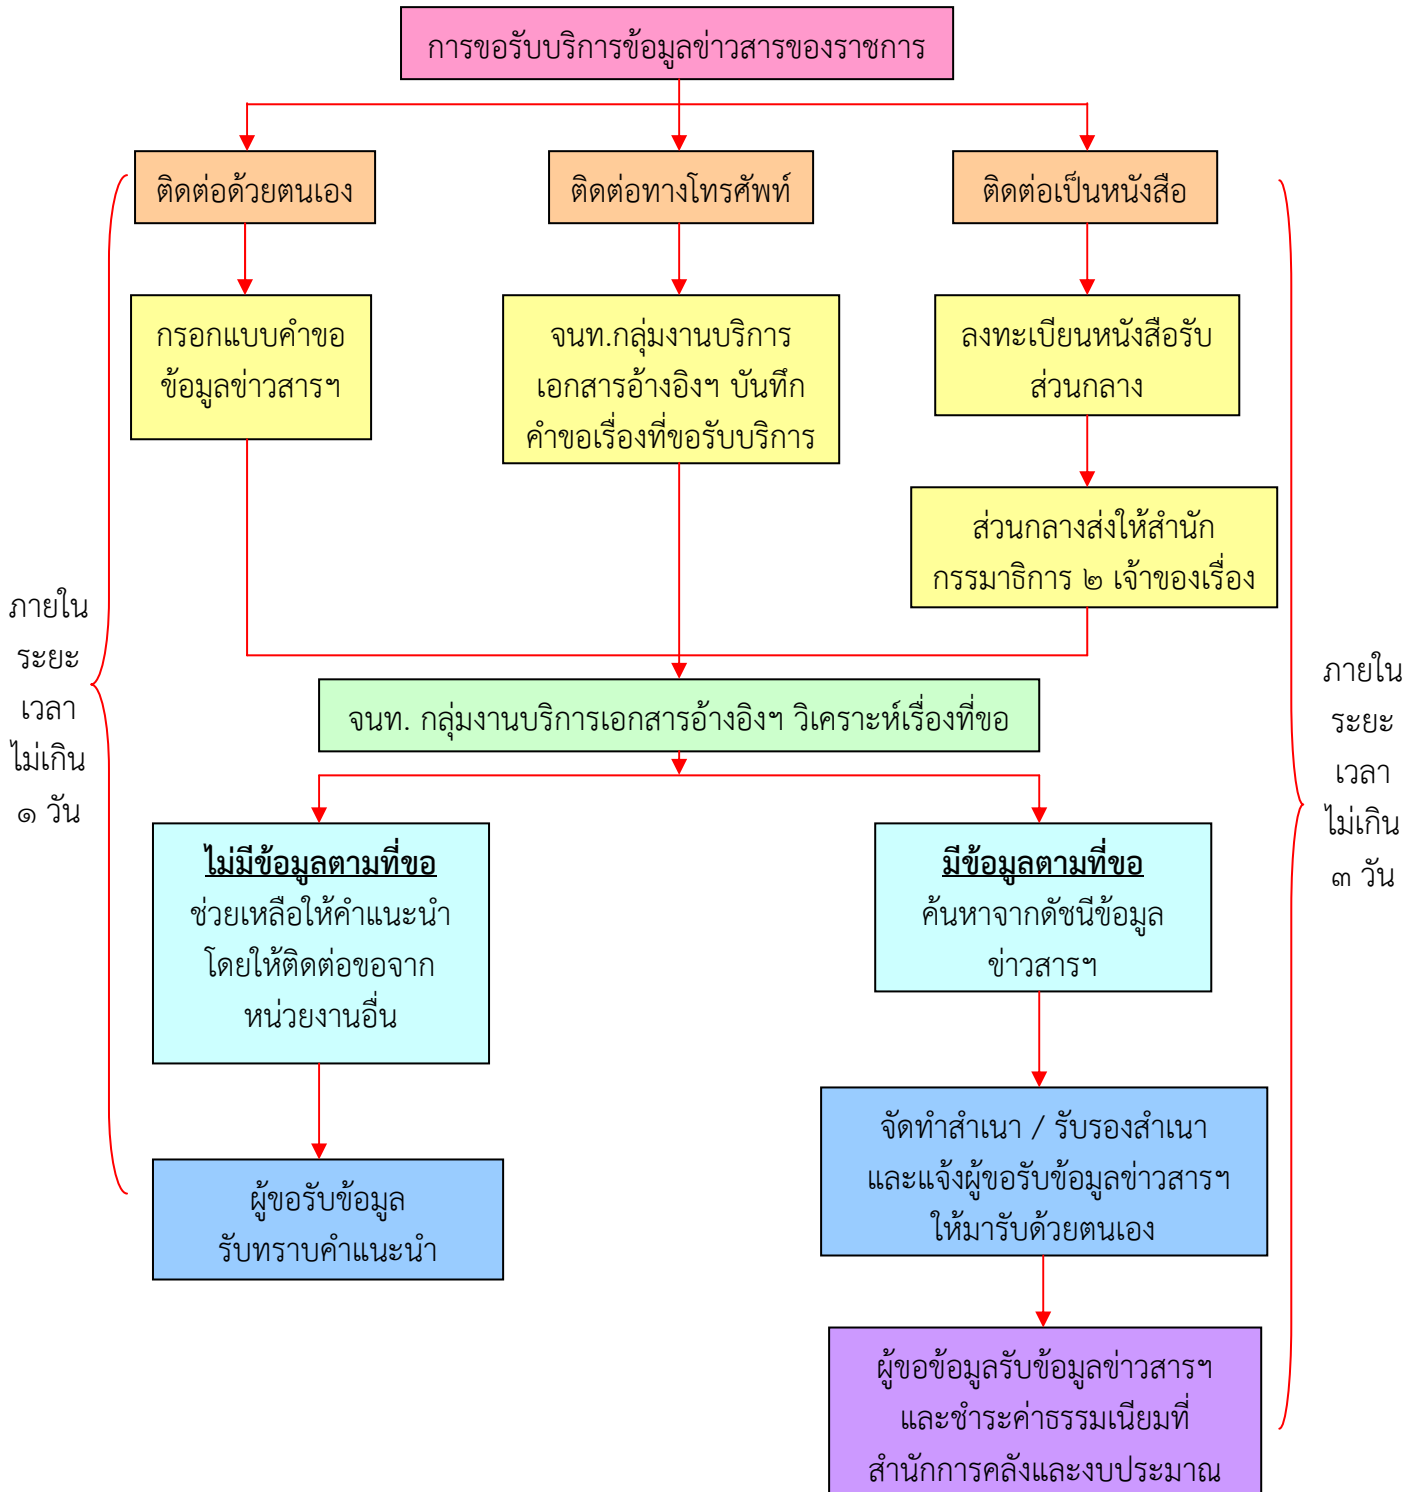 การขอรับบริการข้อมูลข่าวสารของราชการ
ติดต่อด้วยตนเอง
ติดต่อทางโทรศัพท์
ติดต่อเป็นหนังสือ
กรอกแบบคำขอ
ข้อมูลข่าวสารฯ
จนท.กลุ่มงานบริการ
เอกสารอ้างอิงฯ บันทึก
คำขอเรื่องที่ขอรับบริการ
ลงทะเบียนหนังสือรับ
ส่วนกลาง
ส่วนกลางส่งให้สำนัก
กรรมาธิการ ๒ เจ้าของเรื่อง
ภายใน
ระยะ
เวลา
ไม่เกิน
๑ วัน
ภายใน
ระยะ
เวลา
ไม่เกิน
๓ วัน
จนท. กลุ่มงานบริการเอกสารอ้างอิงฯ วิเคราะห์เรื่องที่ขอ
ไม่มีข้อมูลตามที่ขอ
ช่วยเหลือให้คำแนะนำ
โดยให้ติดต่อขอจาก
หน่วยงานอื่น
มีข้อมูลตามที่ขอ
ค้นหาจากดัชนีข้อมูล
ข่าวสารฯ
ผู้ขอรับข้อมูล
รับทราบคำแนะนำ
จัดทำสำเนา / รับรองสำเนา
และแจ้งผู้ขอรับข้อมูลข่าวสารฯ
ให้มารับด้วยตนเอง
ผู้ขอข้อมูลรับข้อมูลข่าวสารฯ
และชำระค่าธรรมเนียมที่
สำนักการคลังและงบประมาณ